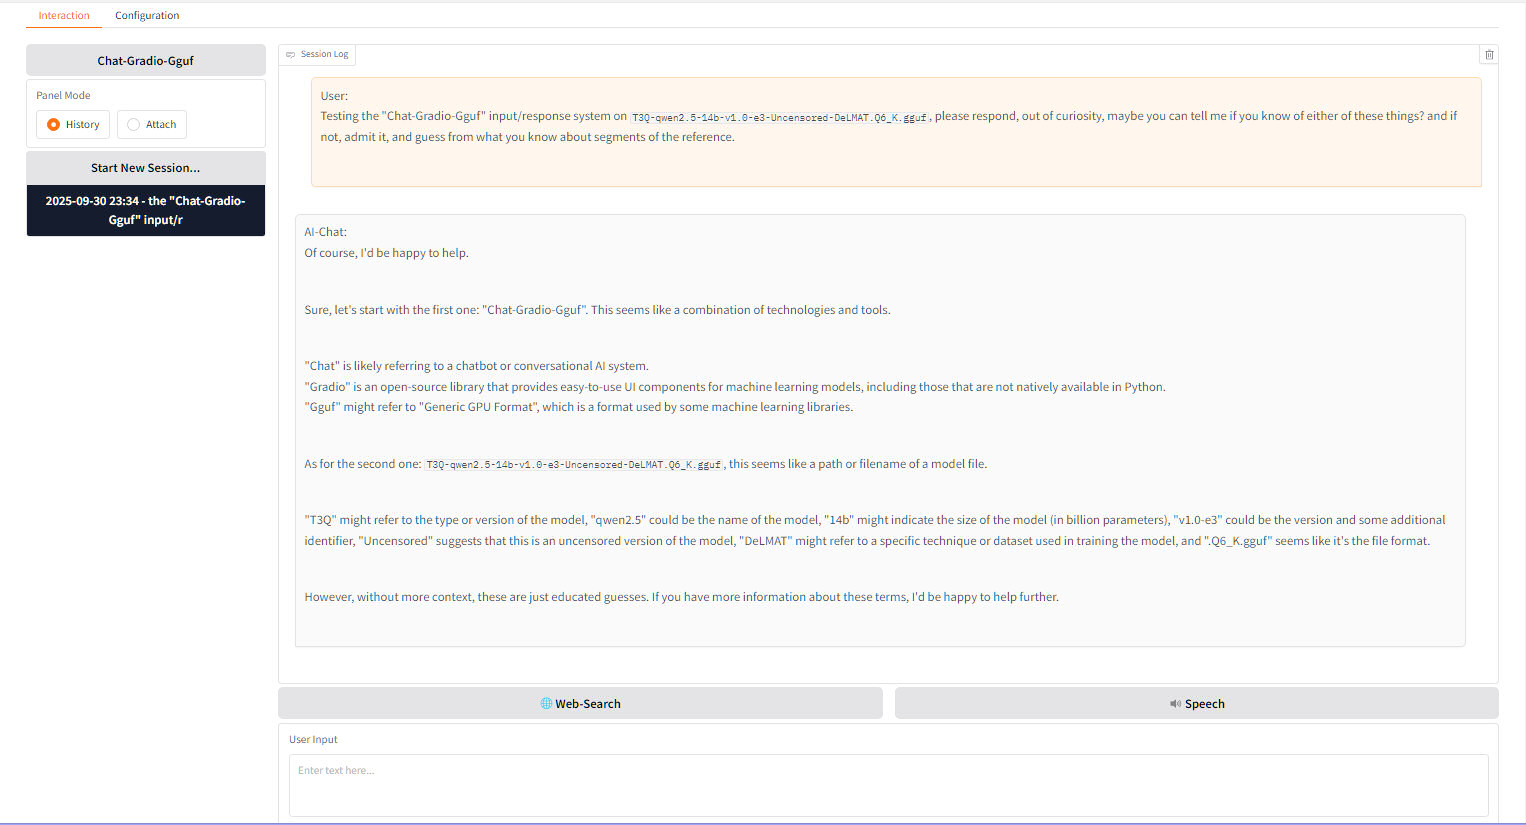 Interaction
Configuration
Chat-Gradio-Gguf
Panel Mode
History
Attach
Start New Session...
2025-09-30 23:34 - the "Chat-Gradio-
Gguf" input/r
Session Log
User:
Testing the "Chat-Gradio-Gguf" input/response system on T3Q-qwen2.5-14b-v1.0-e3-Uncensored-DeLMAT.Q6_K.gguf, please respond, out of curiosity, maybe you can tell me if you know of either of these things? and if
not, admit it, and guess from what you know about segments of the reference.
AI-Chat:
Of course, I'd be happy to help.
Sure, let's start with the first one: "Chat-Gradio-Gguf". This seems like a combination of technologies and tools.
"Chat" is likely referring to a chatbot or conversational AI system.
"Gradio" is an open-source library that provides easy-to-use UI components for machine learning models, including those that are not natively available in Python.
"Gguf" might refer to "Generic GPU Format", which is a format used by some machine learning libraries.
As for the second one: T3Q-qwen2.5-14b-v1.0-e3-Uncensored-DeLMAT.Q6_K.gguf, this seems like a path or filename of a model file.
"T3Q" might refer to the type or version of the model, "qwen2.5" could be the name of the model, "14b" might indicate the size of the model (in billion parameters), "v1.0-e3" could be the version and some additional
identifier, "Uncensored" suggests that this is an uncensored version of the model, "DeLMAT" might refer to a specific technique or dataset used in training the model, and ".Q6_K.gguf" seems like it's the file format.
However, without more context, these are just educated guesses. If you have more information about these terms, I'd be happy to help further.
Web-Search
Speech
User Input
Enter text here...